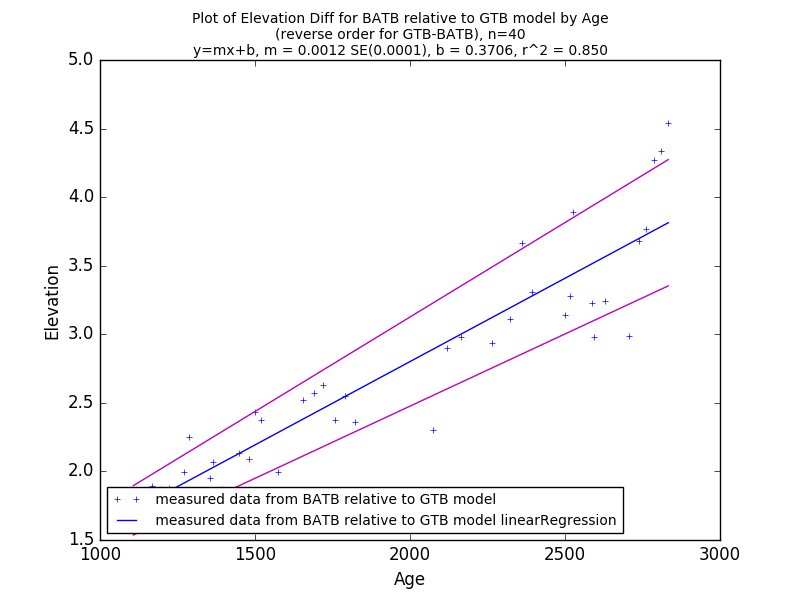 Plot of Elevation Diff for BATB relative to GTB model by Age
(reverse order for GTB-BATB), n=40
y=mx+b, m = 0.0012 SE(0.0001), b = 0.3706, r^2 = 0.850
5.0
4.5
4.0
3.5
3.0
2.5
2.0
1.5
Elevation
measured data from BATB relative to GTB model
measured data from BATB relative to GTB model linearRegression
1000 1500 2000 2500 3000
Age